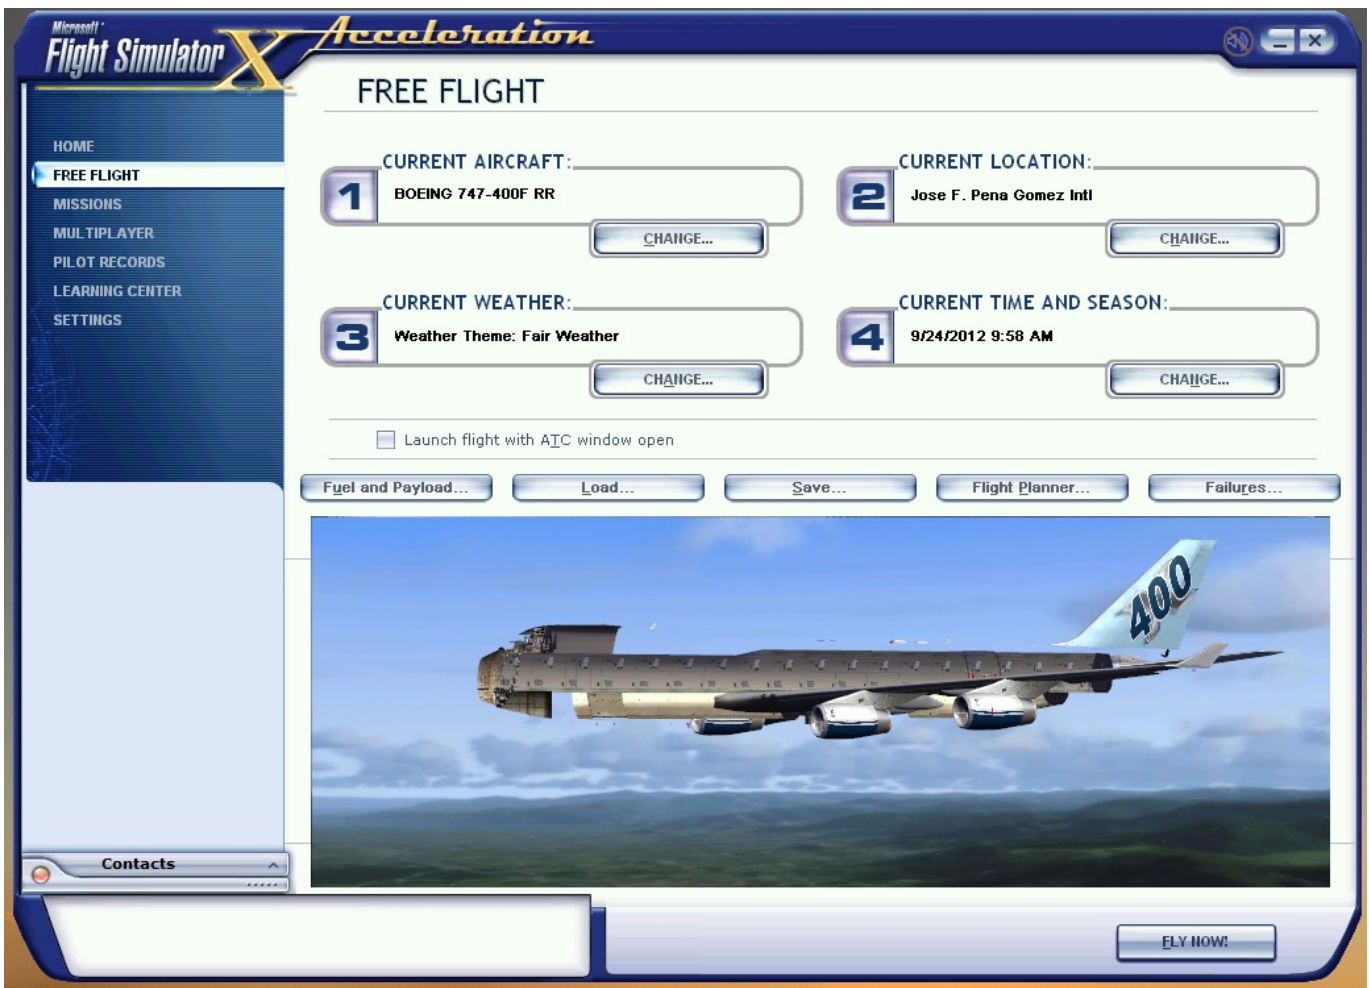 Microsoft
Flight Simulator X
Acceleration
FREE FLIGHT
HOME
FREE FLIGHT
MISSIONS
MULTIPLAYER
PILOT RECORDS
LEARNING CENTER
SETTINGS
1
CURRENT AIRCRAFT:
BOEING 747-400F RR
CHANGE...
2
CURRENT LOCATION:
Jose F. Pena Gomez Intl
CHANGE...
3
CURRENT WEATHER:
Weather Theme: Fair Weather
CHANGE...
4
CURRENT TIME AND SEASON:
9/24/2012 9:58 AM
CHANGE...
Launch flight with ATC window open
Fuel and Payload...
Load...
Save...
Flight Planner...
Failures...
400
Contacts
FLY NOW!